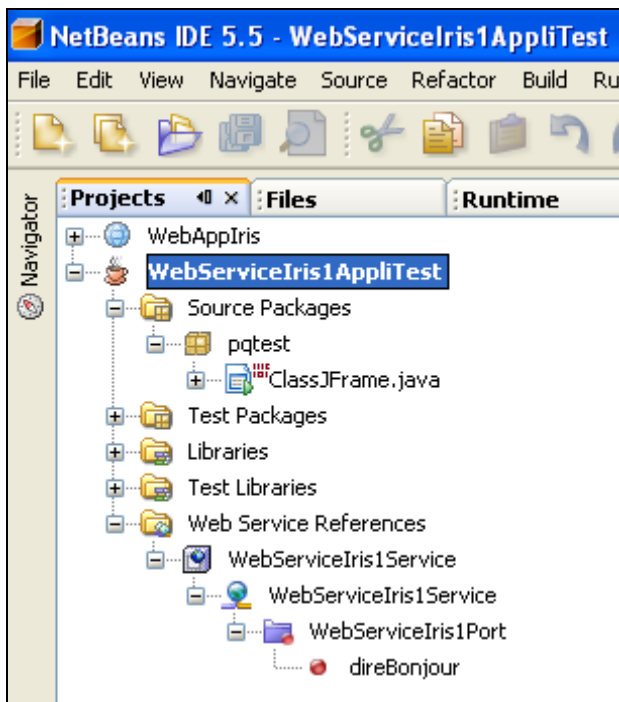 NetBeans IDE 5.5 - WebServiceIris1AppliTest
File Edit View Navigate Source Refactor Build Ru
Navigator
Projects Files Runtime
WebAppIris
WebServiceIris1AppliTest
Source Packages
pqtest
ClassJFrame.java
Test Packages
Libraries
Test Libraries
Web Service References
WebServiceIris1Service
WebServiceIris1Service
WebServiceIris1Port
direBonjour